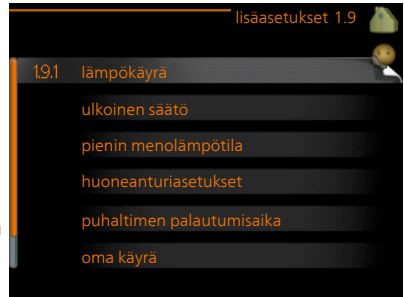 lisäasetukset 1.9
1.9.1 lämpökäyrä
ulkoinen säätö
pienin menolämpötila
huoneanturiasetukset
puhaltimen palautumisaika
oma käyrä